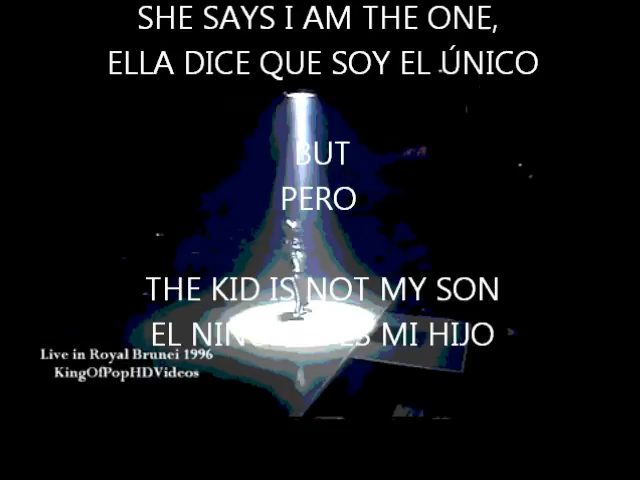 SHE SAYS I AM THE ONE,
ELLA DICE QUE SOY EL ÚNICO
BUT
PERO
THE KID IS NOT MY SON
EL MI HIJO
Live in Royal Brunei 1996
KingOfPopHDVideos